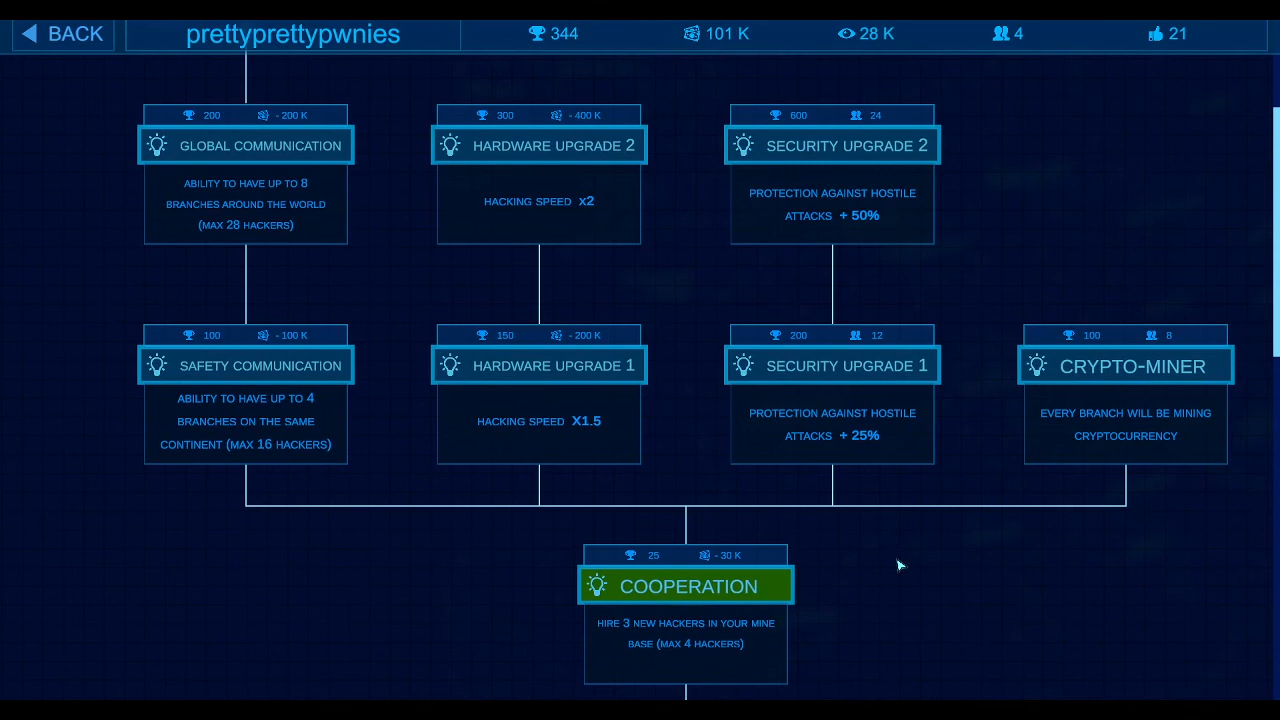 BACK
prettyprettypwnies
344
101 K
28 K
4
21
200 - 200 K
GLOBAL COMMUNICATION
ABILITY TO HAVE UP TO 8
BRANCHES AROUND THE WORLD
(MAX 28 HACKERS)
300 - 400 K
HARDWARE UPGRADE 2
HACKING SPEED x2
600 24
SECURITY UPGRADE 2
PROTECTION AGAINST HOSTILE
ATTACKS + 50%
100 - 100 K
SAFETY COMMUNICATION
ABILITY TO HAVE UP TO 4
BRANCHES ON THE SAME
CONTINENT (MAX 16 HACKERS)
150 - 200 K
HARDWARE UPGRADE 1
HACKING SPEED X1.5
200 12
SECURITY UPGRADE 1
PROTECTION AGAINST HOSTILE
ATTACKS + 25%
100 8
CRYPTO-MINER
EVERY BRANCH WILL BE MINING
CRYPTOCURRENCY
25 - 30 K
COOPERATION
HIRE 3 NEW HACKERS IN YOUR MINE
BASE (MAX 4 HACKERS)